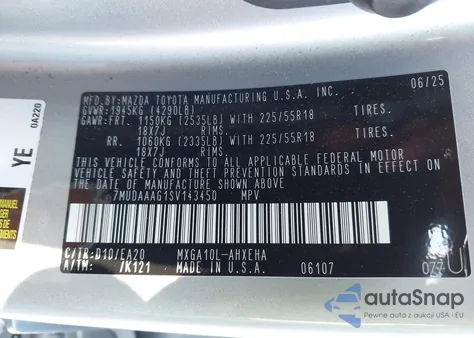 MFD.BY:MAZDA TOYOTA MANUFACTURING U.S.A. INC. 06/25
GVWR:1945KG (4290LB)
GAWR:FRT. 1150KG (2535LB) WITH 225/55R18 TIRES.
18X7J RIMS.
RR. 1060KG (2335LB) WITH 225/55R18 TIRES.
18X7J RIMS.
THIS VEHICLE CONFORMS TO ALL APPLICABLE FEDERAL MOTOR
VEHICLE SAFETY AND THEFT PREVENTION STANDARDS IN EFFECT
ON THE DATE OF MANUFACTURE SHOWN ABOVE.
7MUDAAAG1SV143450 MPV
C/TR:D10/EA20 MXGA10L-AHXEHA
A/TM: /K121 MADE IN U.S.A. 06107
0A220
YE
autoSnap
Pewne auta z aukcji USA i EU